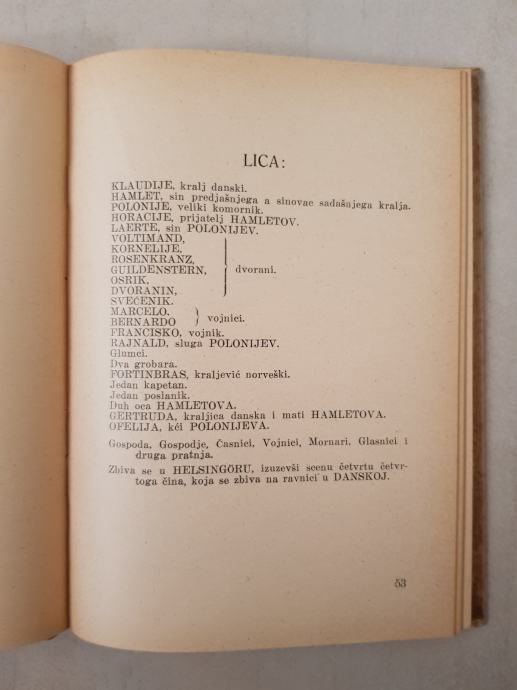 LICA:
KLAUDIJE, kralj danski.
HAMLET, sin predjašnjega a sinovac sadašnjega kralja.
POLONIJE, veliki komornik.
HORACIJE, prijatelj HAMLETOV.
LAERTE, sin POLONIJEV.
VOLTIMAND,
KORNELIJE,
ROSENKRANZ,
GUILDENSTERN, dvorani.
OSRIK,
DVORANIN,
SVEĆENIK.
MARCELO.
BERNARDO vojnici.
FRANCISKO, vojnik.
RAJNALD, sluga POLONIJEV.
Glumci.
Dva grobara.
FORTINBRAS, kraljević norveški.
Jedan kapetan.
Jedan poslanik.
Duh oca HAMLETOVA.
GERTRUDA, kraljica danska i mati HAMLETOVA.
OFELIJA, kći POLONIJEVA.
Gospoda, Gospodje, Časnici, Vojnici, Mornari. Glasnici i
druga pratnja.
Zbiva se u HELSINGÖRU, izuzevši scenu četvrtu četvr-
toga čina, koja se zbiva na ravnici u DANSKOJ.
53